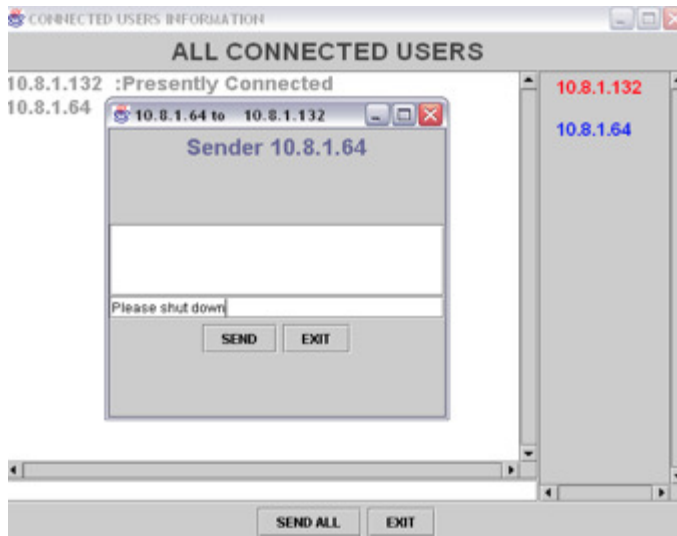 CONNECTED USERS INFORMATION
ALL CONNECTED USERS
10.8.1.132 :Presently Connected
10.8.1.64
10.8.1.64 to 10.8.1.132
Sender 10.8.1.64
Please shut down
SEND EXIT
10.8.1.132
10.8.1.64
SEND ALL EXIT